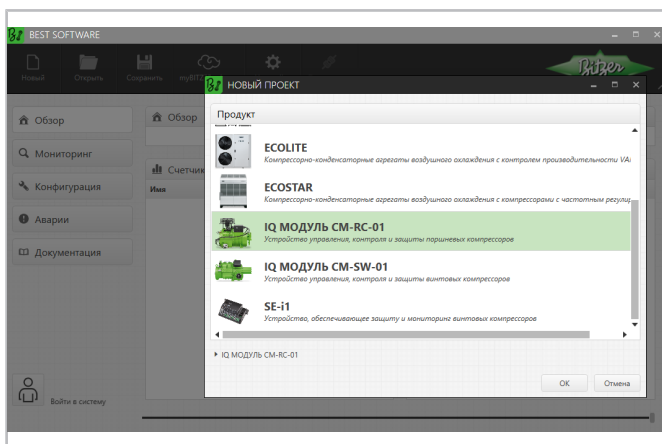 BEST SOFTWARE
Новый
Открыть
Сохранить
Bitzer
НОВЫЙ ПРОЕКТ
Обзор
Мониторинг
Конфигурация
Аварии
Документация
Обзор
Счетчик
Имя
Продукт
ECOLITE
Компрессорно-конденсаторные агрегаты воздушного охлаждения с контролем производительности VA
ECOSTAR
Компрессорно-конденсаторные агрегаты воздушного охлаждения с компрессорами с частотным регулир
IQ МОДУЛЬ CM-RC-01
Устройство управления, контроля и защиты поршневых компрессоров
IQ МОДУЛЬ CM-SW-01
Устройство управления, контроля и защиты винтовых компрессоров
SE-i1
Устройство, обеспечивающее защиту и мониторинг винтовых компрессоров
IQ МОДУЛЬ CM-RC-01
OK
Отмена
Войти в систему